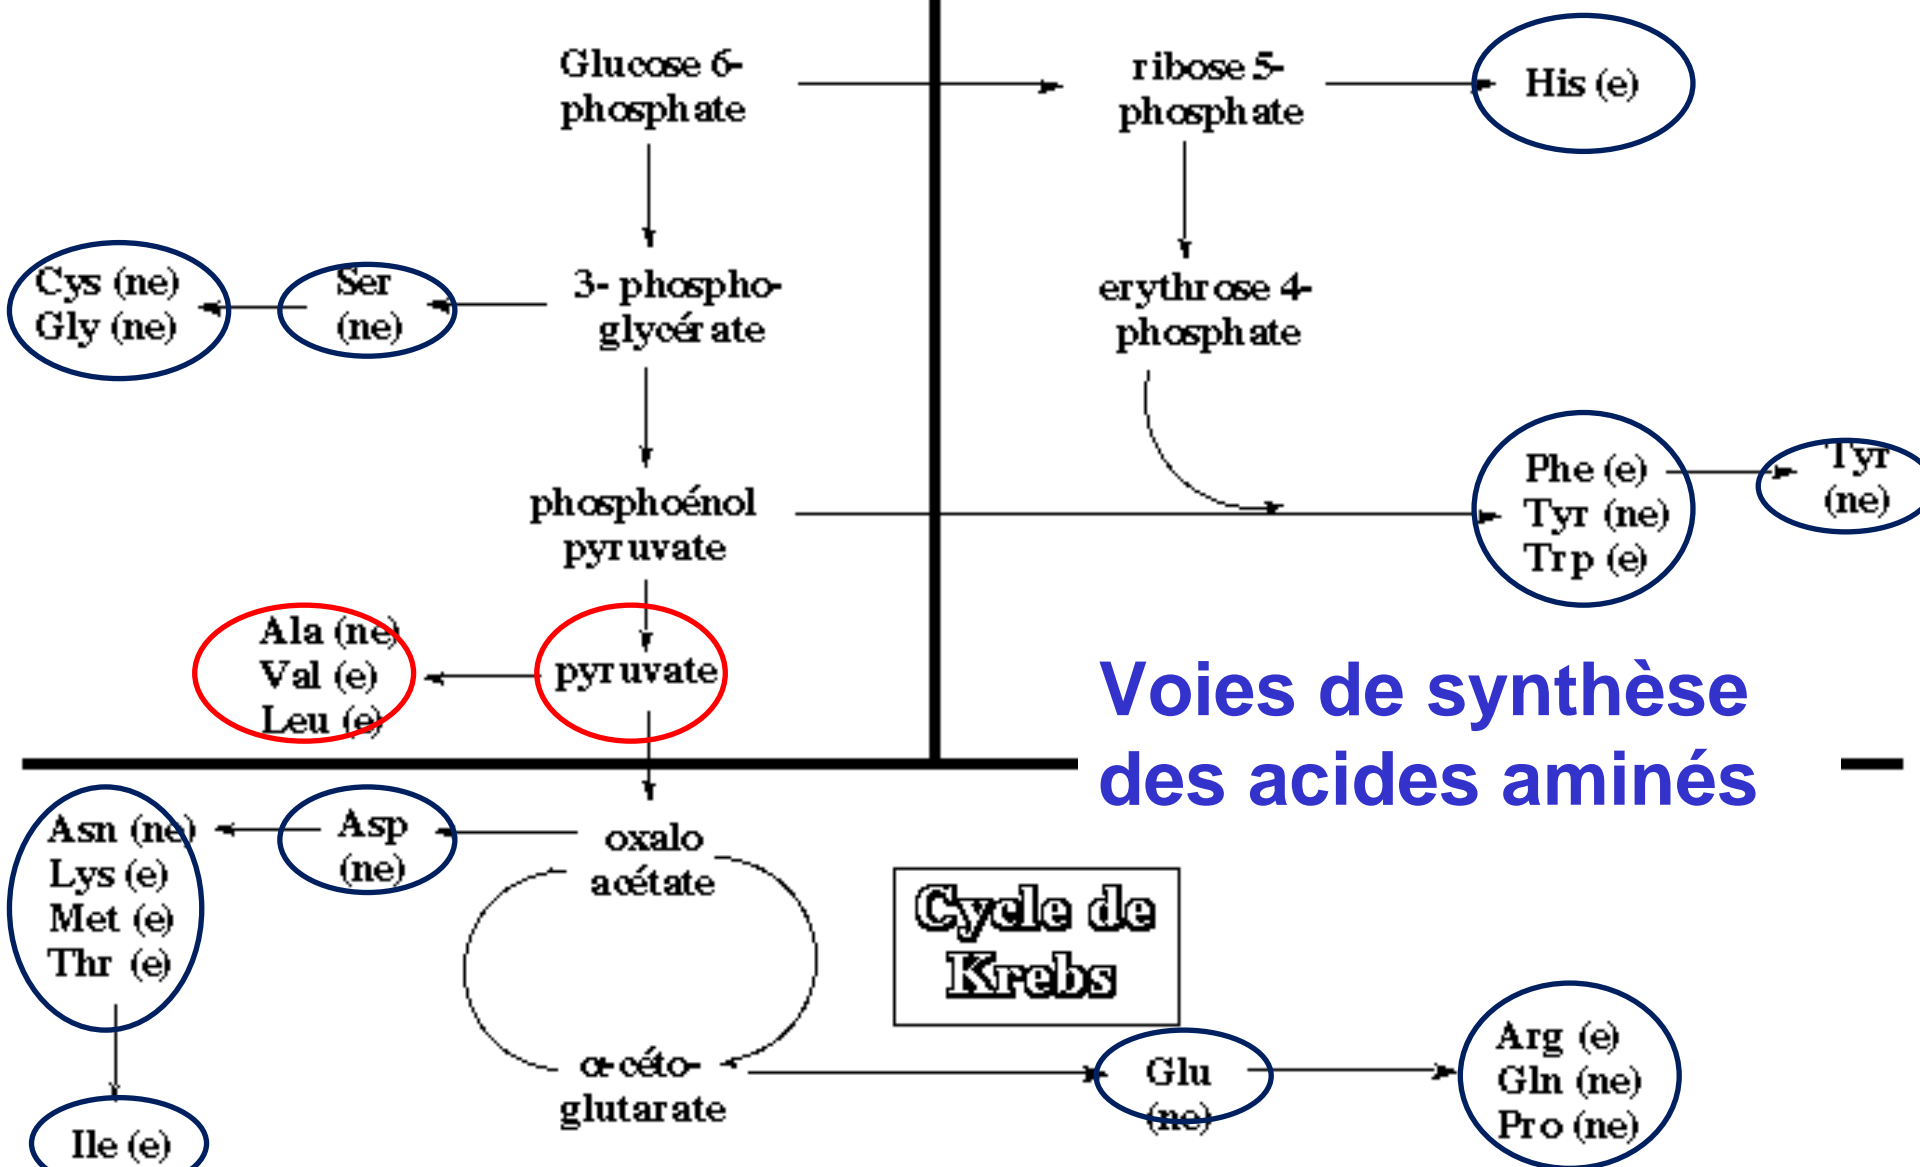 Glucose 6-
phosphate
ribose 5-
phosphate
His (e)
Cys (ne)
Gly (ne)
Ser
(ne)
3- phospho-
glycérate
erythrose 4-
phosphate
phosphoénol
pyruvate
Phe (e)
Tyr (ne)
Trp (e)
Tyr
(ne)
Ala (ne)
Val (e)
Leu (e)
pyruvate
Voies de synthèse
des acides aminés
Asn (ne)
Lys (e)
Met (e)
Thr (e)
Asp
(ne)
oxalo
acétate
Cycle de
Krebs
α-céto-
glutarate
Glu
(ne)
Arg (e)
Gln (ne)
Pro (ne)
Ile (e)